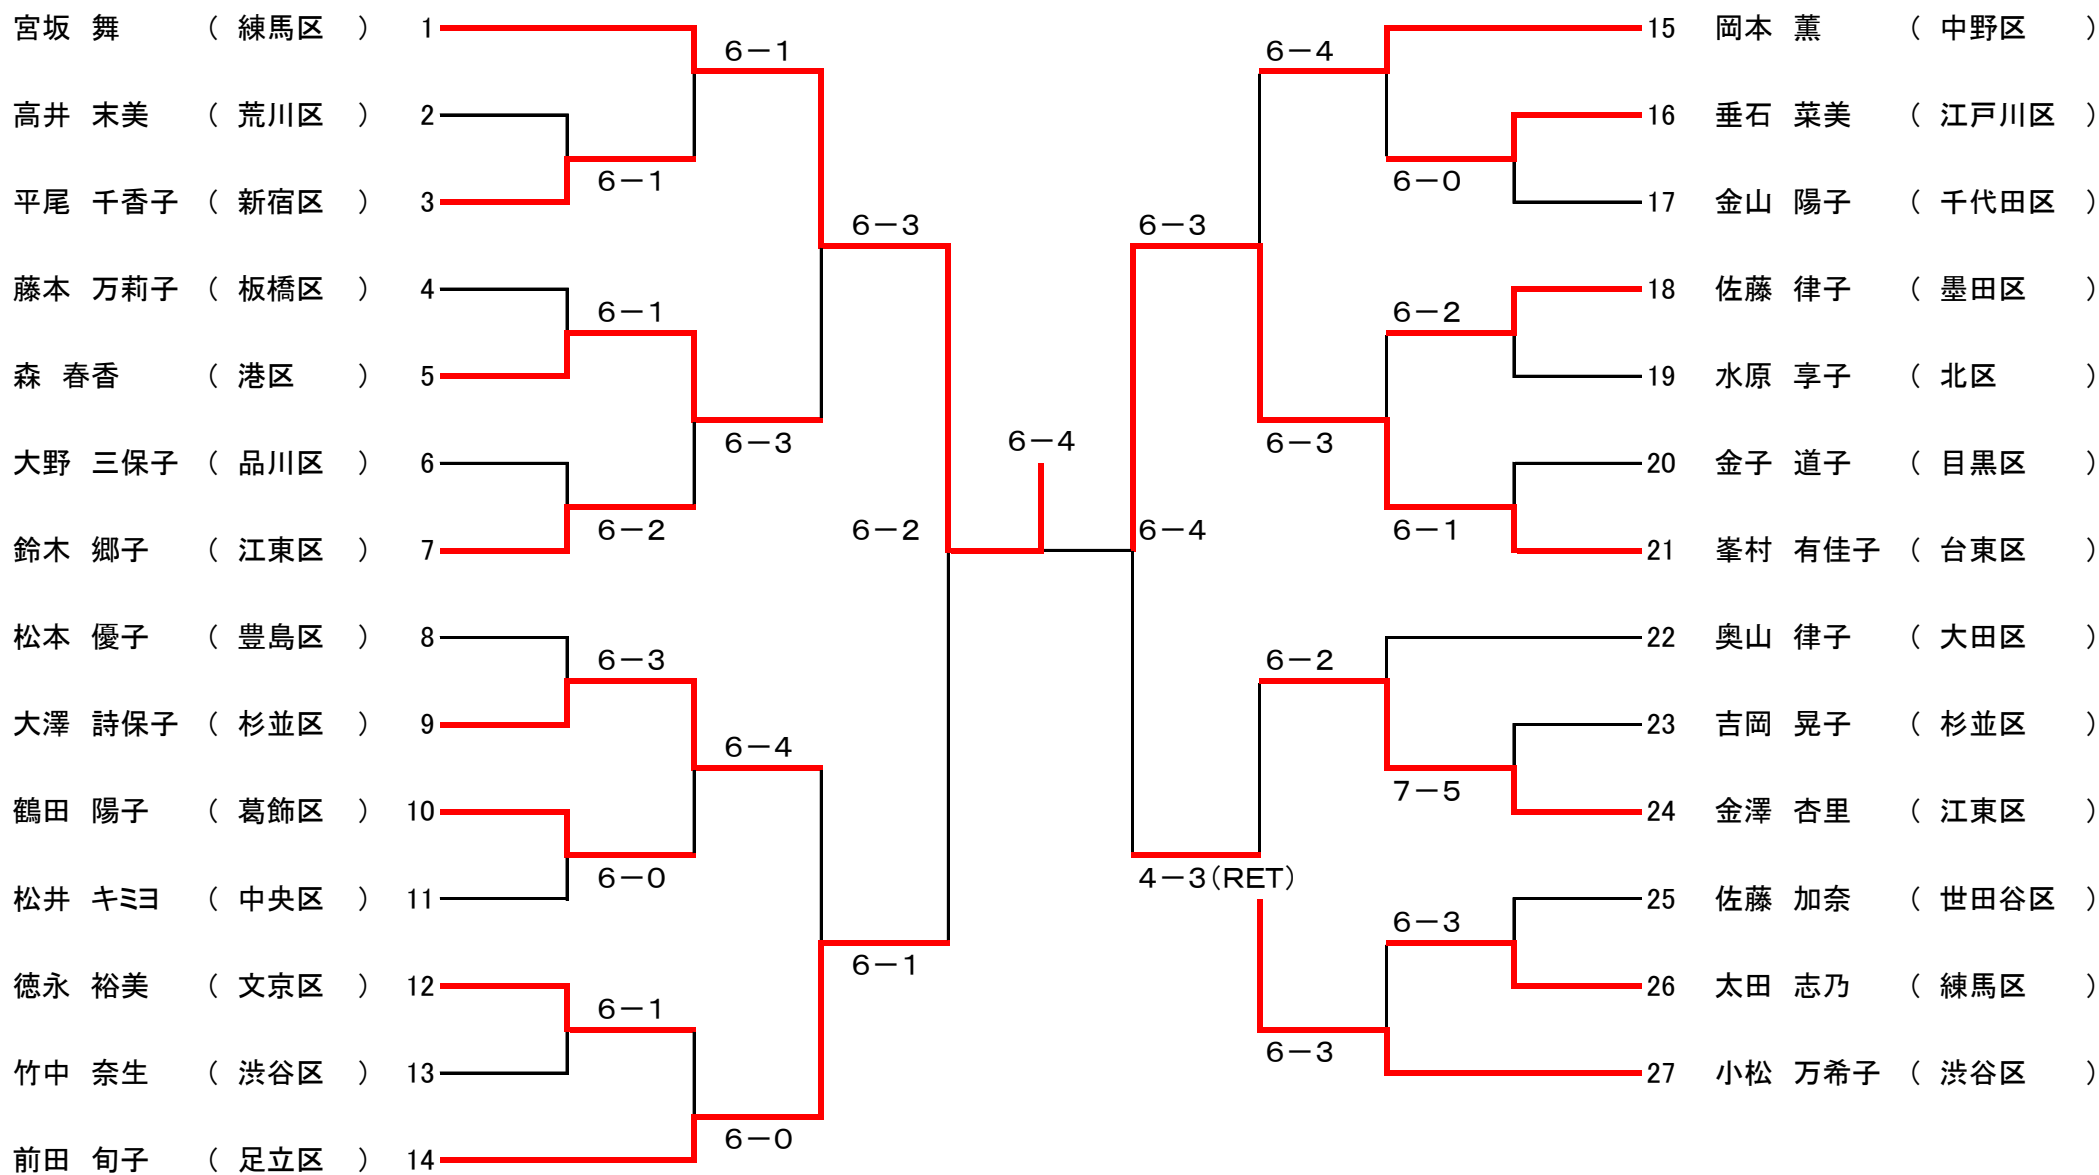 宮坂 舞 ( 練馬区 ) 1
高井 末美 ( 荒川区 ) 2
平尾 千香子 ( 新宿区 ) 3
藤本 万莉子 ( 板橋区 ) 4
森 春香 ( 港区 ) 5
大野 三保子 ( 品川区 ) 6
鈴木 郷子 ( 江東区 ) 7
松本 優子 ( 豊島区 ) 8
大澤 詩保子 ( 杉並区 ) 9
鶴田 陽子 ( 葛飾区 ) 10
松井 キミヨ ( 中央区 ) 11
徳永 裕美 ( 文京区 ) 12
竹中 奈生 ( 渋谷区 ) 13
前田 旬子 ( 足立区 ) 14
6-1
6-1
6-2
6-3
6-0
6-1
6-1
6-3
6-4
6-0
6-3
6-1
6-2
6-4
6-4
6-3
4-3(RET)
6-4
6-3
6-2
6-3
6-0
6-2
6-1
7-5
6-3
15 岡本 薫 ( 中野区 )
16 垂石 菜美 ( 江戸川区 )
17 金山 陽子 ( 千代田区 )
18 佐藤 律子 ( 墨田区 )
19 水原 享子 ( 北区 )
20 金子 道子 ( 目黒区 )
21 峯村 有佳子 ( 台東区 )
22 奥山 律子 ( 大田区 )
23 吉岡 晃子 ( 杉並区 )
24 金澤 杏里 ( 江東区 )
25 佐藤 加奈 ( 世田谷区 )
26 太田 志乃 ( 練馬区 )
27 小松 万希子 ( 渋谷区 )